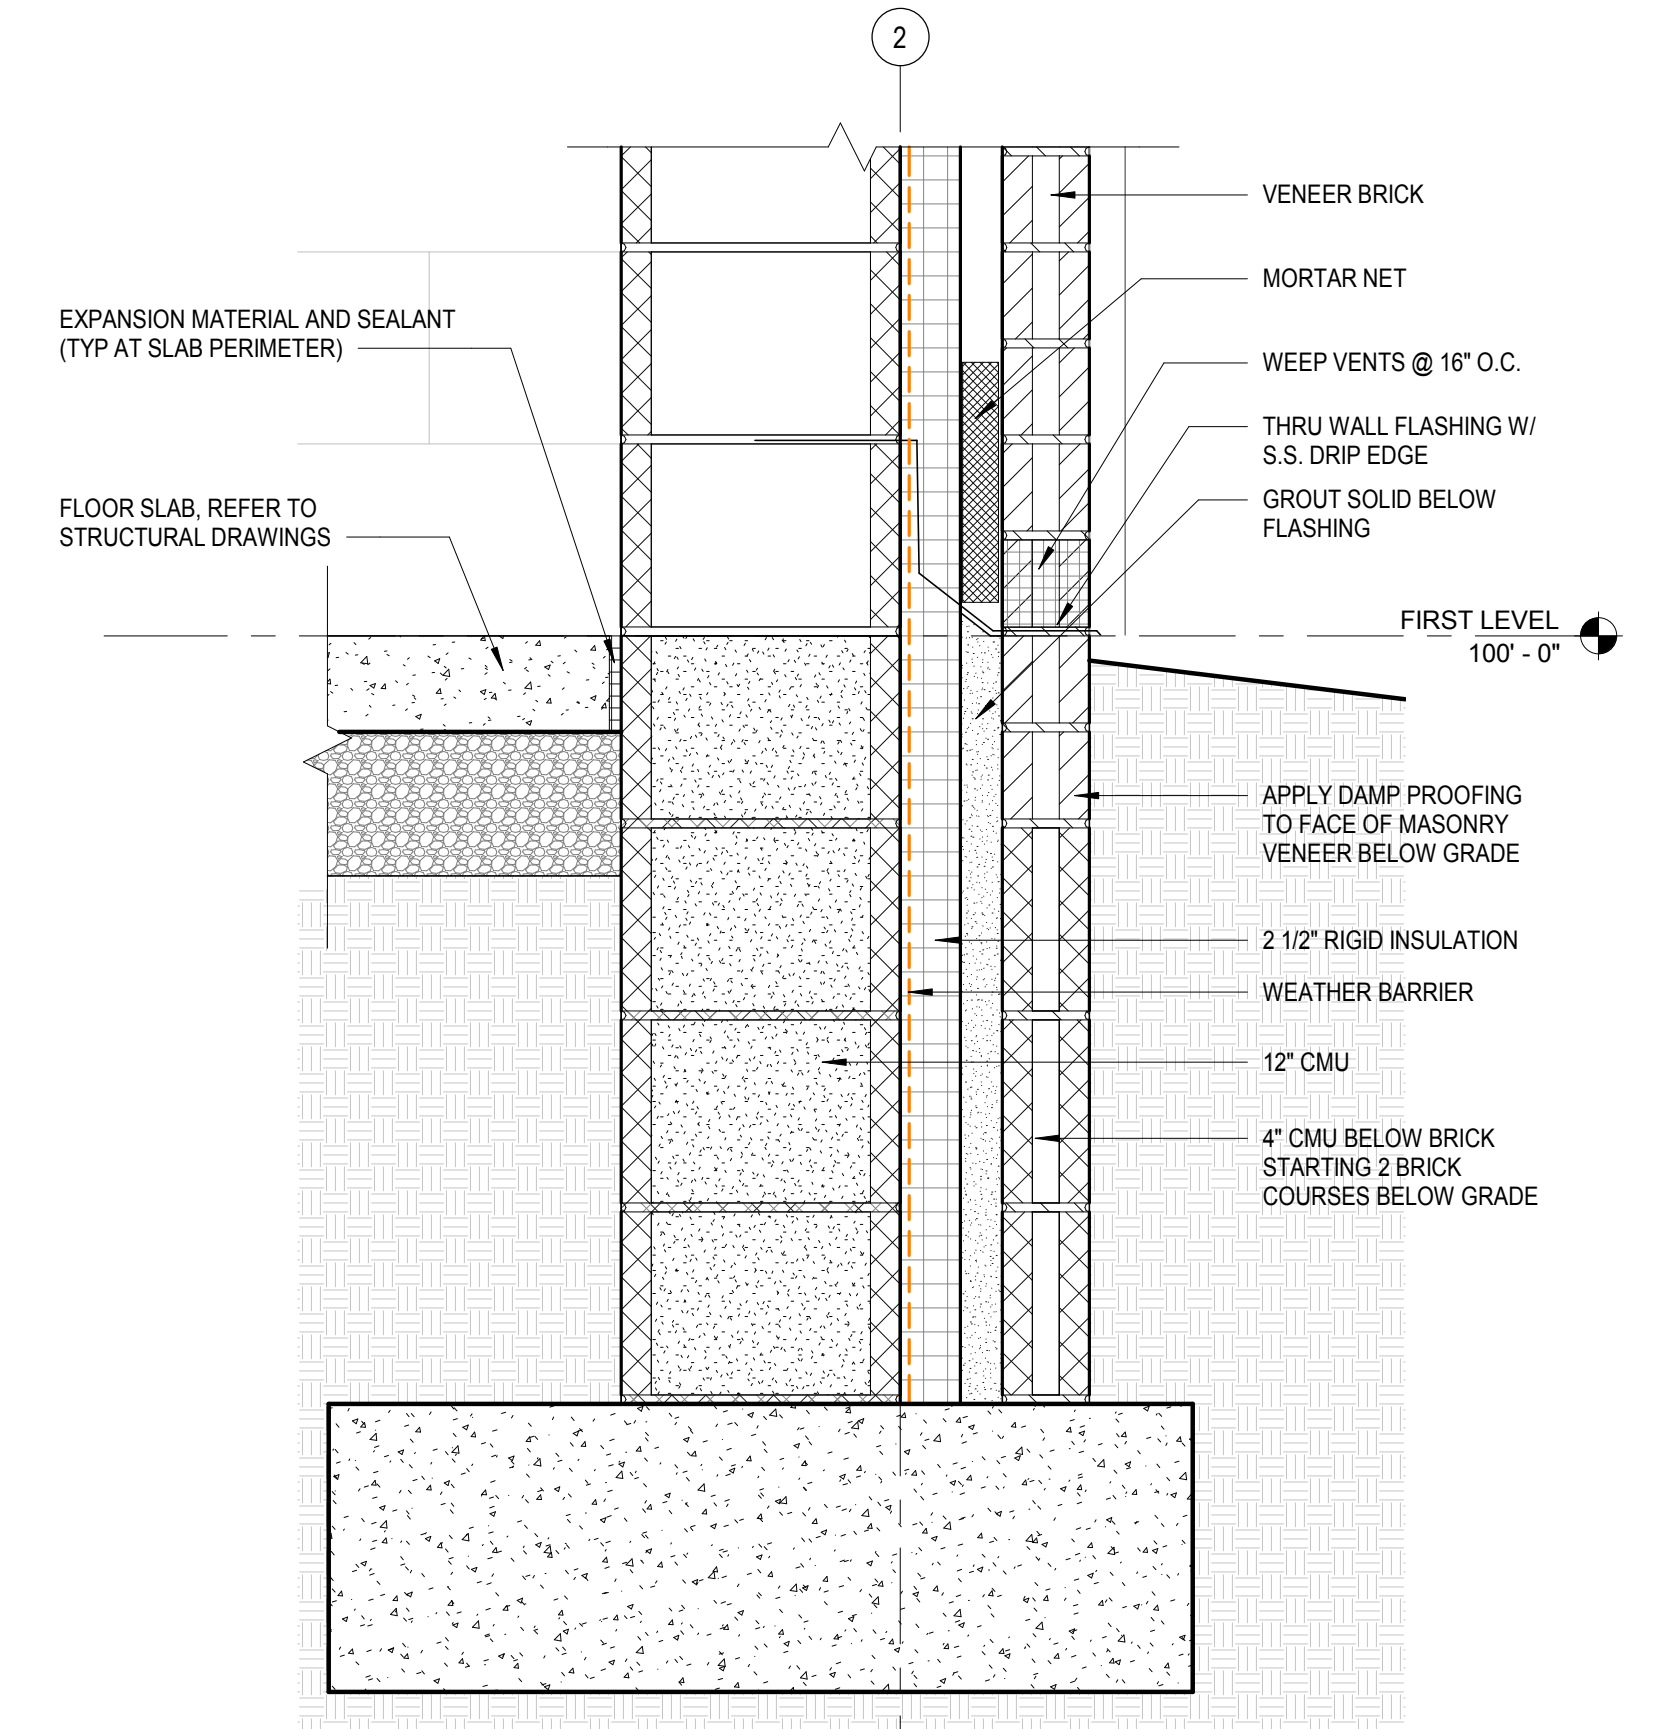 2
VENEER BRICK
MORTAR NET
EXPANSION MATERIAL AND SEALANT
(TYP AT SLAB PERIMETER)
WEEP VENTS @ 16" O.C.
THRU WALL FLASHING W/
S.S. DRIP EDGE
FLOOR SLAB, REFER TO
STRUCTURAL DRAWINGS
GROUT SOLID BELOW
FLASHING
FIRST LEVEL
100' - 0"
APPLY DAMP PROOFING
TO FACE OF MASONRY
VENEER BELOW GRADE
2 1/2" RIGID INSULATION
WEATHER BARRIER
12" CMU
4" CMU BELOW BRICK
STARTING 2 BRICK
COURSES BELOW GRADE